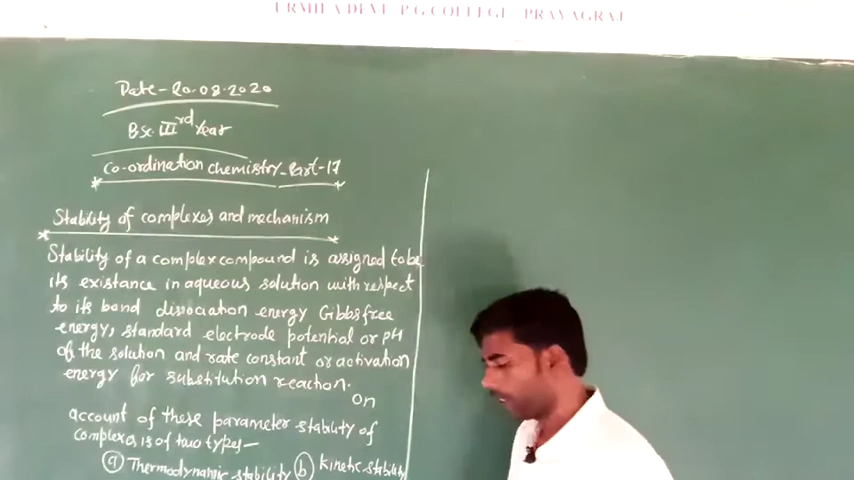 URMILA DEVI P G COLLEGE PRAYAGRAJ
Date - 20.08.2020
BSc. IIIrd Year
Co-ordination chemistry - Part-17
Stability of complexes and mechanism
Stability of a complex compound is assigned to be
its existance in aqueous solution with respect
to its bond dissociation energy Gibbs free
energy, standard electrode potential or pH
of the solution and rate constant or activation
energy for substitution reaction.
On
account of these parameter stability of
complexes is of two types -
(a) Thermodynamic stability (b) kinetic stability